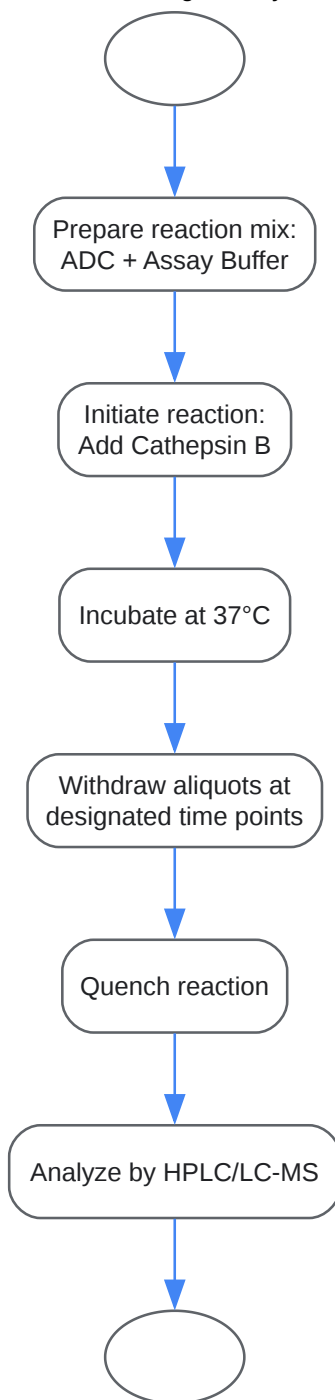 Prepare reaction mix:
ADC + Assay Buffer
Initiate reaction:
Add Cathepsin B
Incubate at 37°C
Withdraw aliquots at
designated time points
Quench reaction
Analyze by HPLC/LC-MS